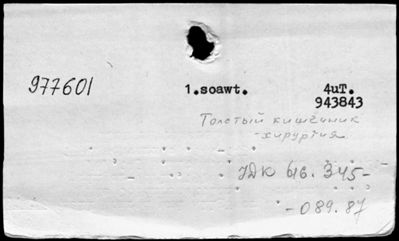 977601
1.soawt. 4uT.
943843
Толстый кишечник
- хирургия.
УДК 616.345-
- 089.87